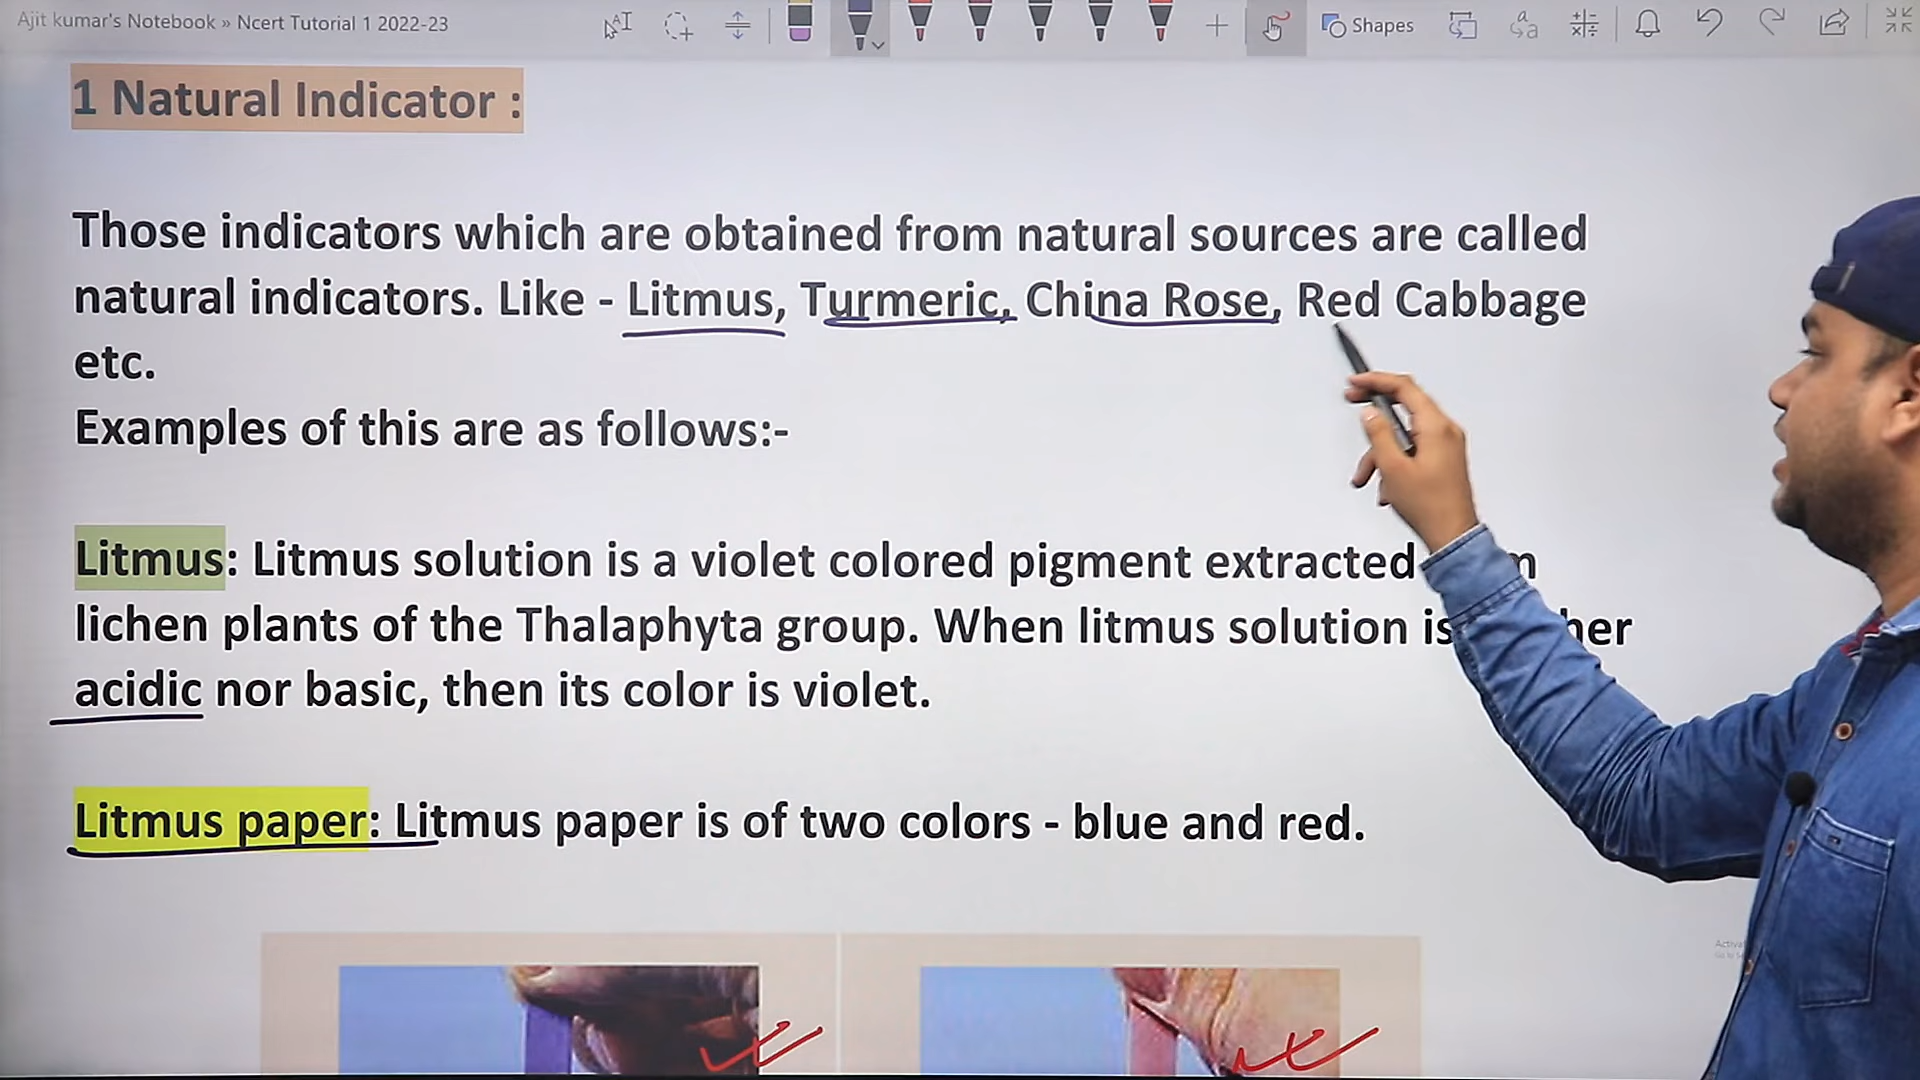 Ajit kumar's Notebook » Ncert Tutorial 1 2022-23
Shapes
1 Natural Indicator :
Those indicators which are obtained from natural sources are called
natural indicators. Like - Litmus, Turmeric, China Rose, Red Cabbage
etc.
Examples of this are as follows:-
Litmus: Litmus solution is a violet colored pigment extracted
lichen plants of the Thalaphyta group. When litmus solution is
acidic nor basic, then its color is violet.
Litmus paper: Litmus paper is of two colors - blue and red.